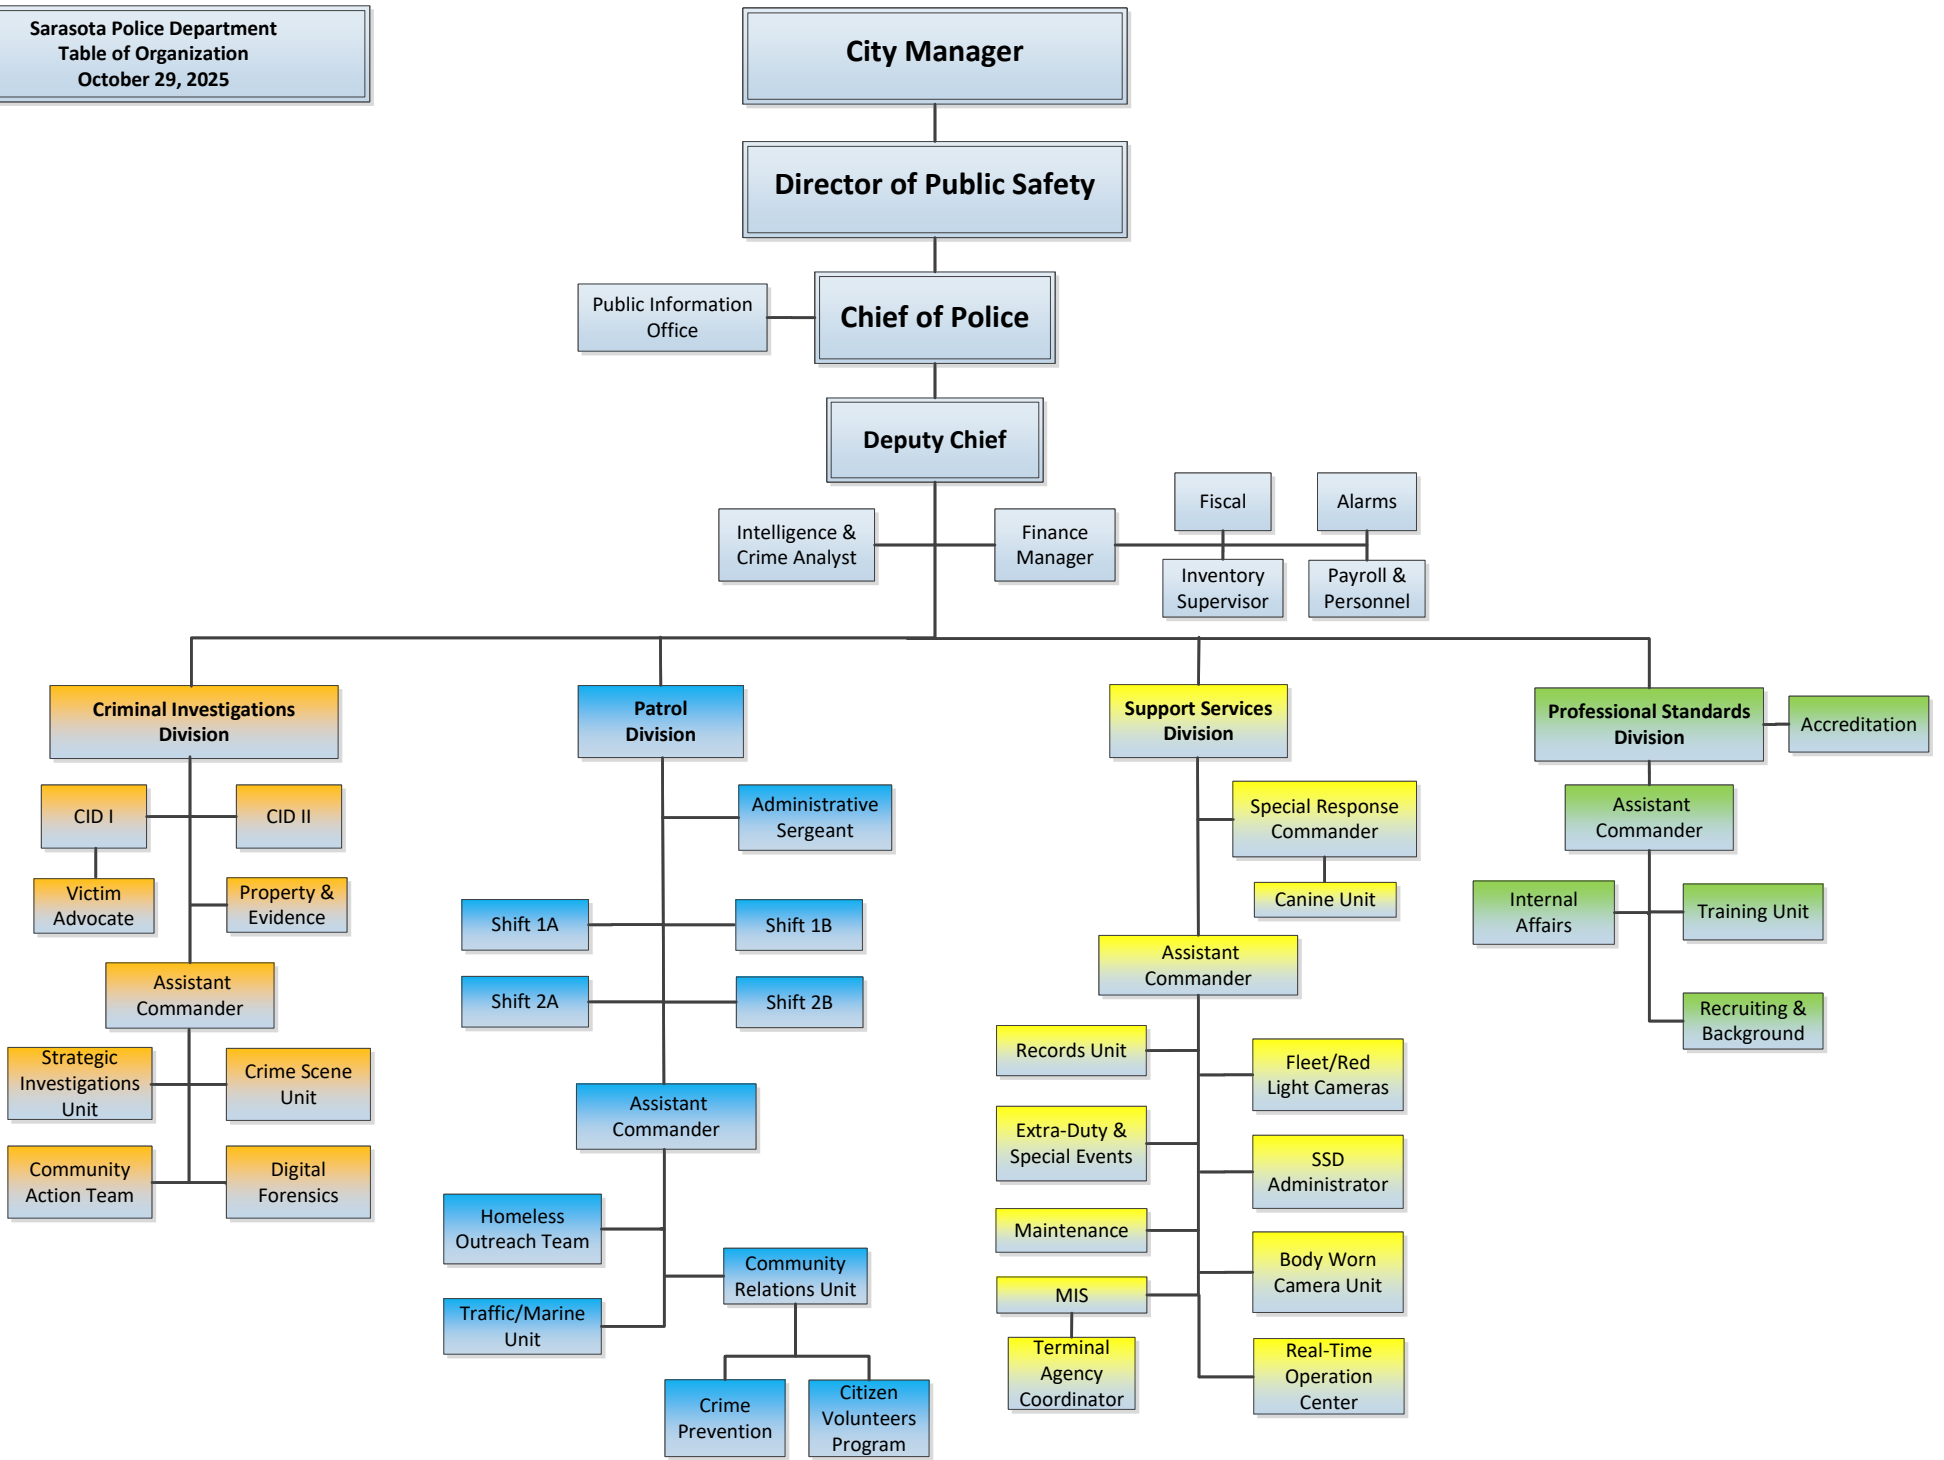 Sarasota Police Department
Table of Organization
October 29, 2025
City Manager
Director of Public Safety
Public Information
Office
Chief of Police
Deputy Chief
Intelligence &
Crime Analyst
Finance
Manager
Fiscal
Alarms
Inventory
Supervisor
Payroll &
Personnel
Criminal Investigations
Division
CID I
CID II
Victim
Advocate
Property &
Evidence
Assistant
Commander
Strategic
Investigations
Unit
Crime Scene
Unit
Community
Action Team
Digital
Forensics
Patrol
Division
Administrative
Sergeant
Shift 1A
Shift 1B
Shift 2A
Shift 2B
Assistant
Commander
Homeless
Outreach Team
Community
Relations Unit
Traffic/Marine
Unit
Crime
Prevention
Citizen
Volunteers
Program
Support Services
Division
Special Response
Commander
Canine Unit
Assistant
Commander
Records Unit
Fleet/Red
Light Cameras
Extra-Duty &
Special Events
SSD
Administrator
Maintenance
Body Worn
Camera Unit
MIS
Terminal
Agency
Coordinator
Real-Time
Operation
Center
Professional Standards
Division
Accreditation
Assistant
Commander
Internal
Affairs
Training Unit
Recruiting &
Background